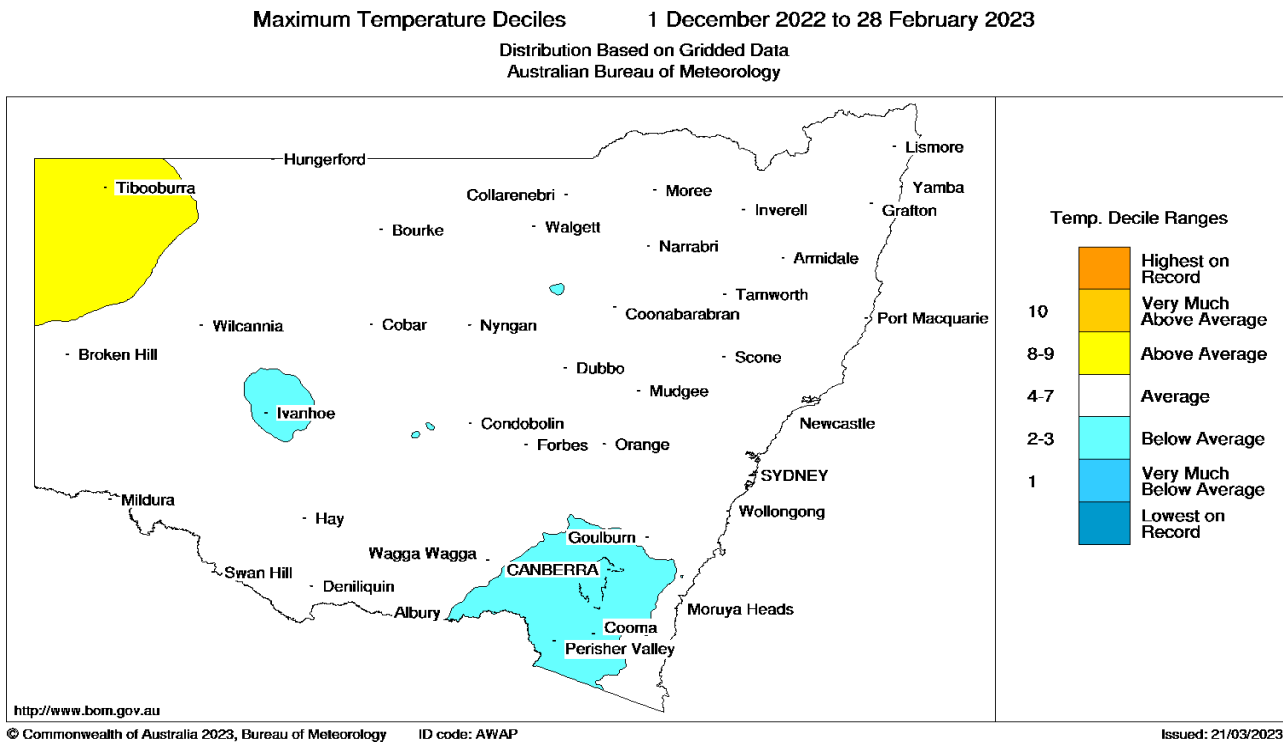 Maximum Temperature Deciles 1 December 2022 to 28 February 2023
Distribution Based on Gridded Data
Australian Bureau of Meteorology
Lismore
Hungerford
Tibooburra
Yamba
Collarenebri
Moree
Inverell
Grafton
Bourke
Walgett
Narrabri
Armidale
Tamworth
Coonabarabran
Wilcannia
Cobar
Nyngan
Port Macquarie
Broken Hill
Dubbo
Scone
Mudgee
Ivanhoe
Condobolin
Newcastle
Forbes
Orange
SYDNEY
Mildura
Hay
Wollongong
Goulburn
Wagga Wagga
CANBERRA
Swan Hill
Deniliquin
Albury
Moruya Heads
Cooma
Perisher Valley
Temp. Decile Ranges
Highest on
Record
10 Very Much
Above Average
8-9 Above Average
4-7 Average
2-3 Below Average
1 Very Much
Below Average
Lowest on
Record
http://www.bom.gov.au
© Commonwealth of Australia 2023, Bureau of Meteorology ID code: AWAP Issued: 21/03/2023